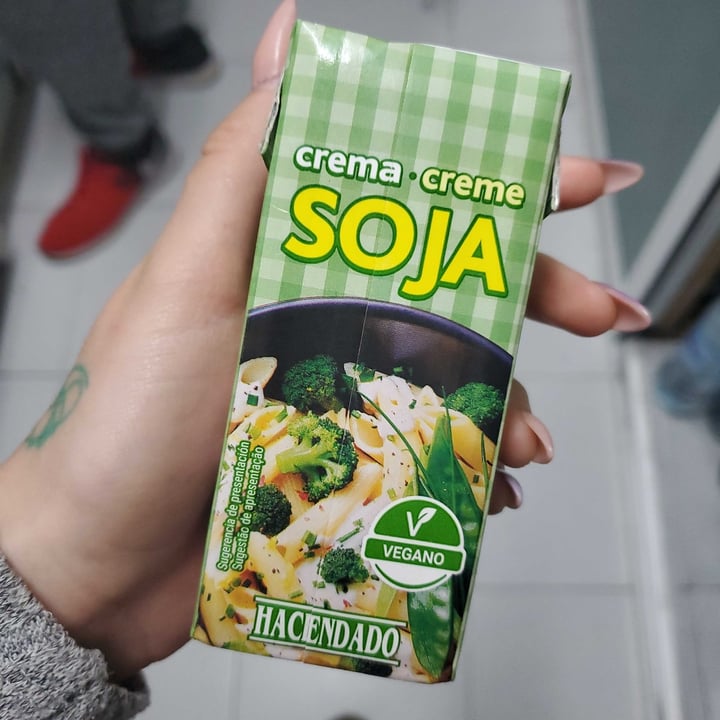 crema · creme
SOJA
Sugerencia de presentación
Sugestão de apresentação
V
VEGANO
HACENDADO